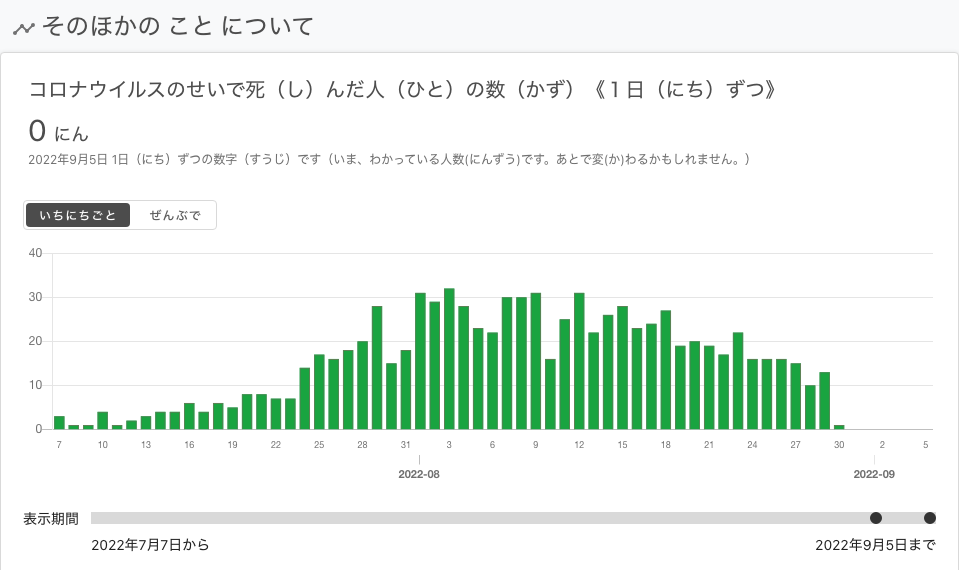 そのほかの こと について
コロナウイルスのせいで死（し）んだ人（ひと）の数（かず）《１日（にち）ずつ》
0 にん
2022年9月5日 1日（にち）ずつの数字（すうじ）です（いま、わかっている人数(にんずう)です。あとで変(か)わるかもしれません。）
いちにちごと ぜんぶで
40
30
20
10
0
7 10 13 16 19 22 25 28 31 3 6 9 12 15 18 21 24 27 30 2 5
2022-08 2022-09
表示期間
2022年7月7日から 2022年9月5日まで